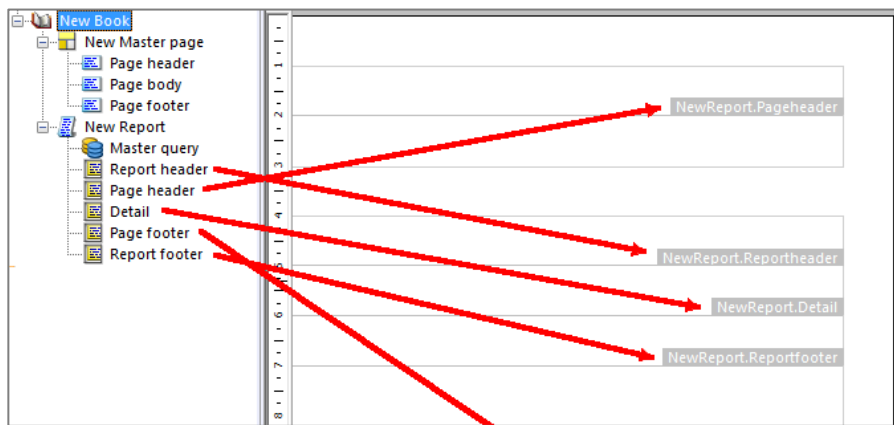 New Book
New Master page
Page header
Page body
Page footer
New Report
Master query
Report header
Page header
Detail
Page footer
Report footer
1
2
3
4
5
6
7
8
NewReport.Pageheader
NewReport.Reportheader
NewReport.Detail
NewReport.Reportfooter